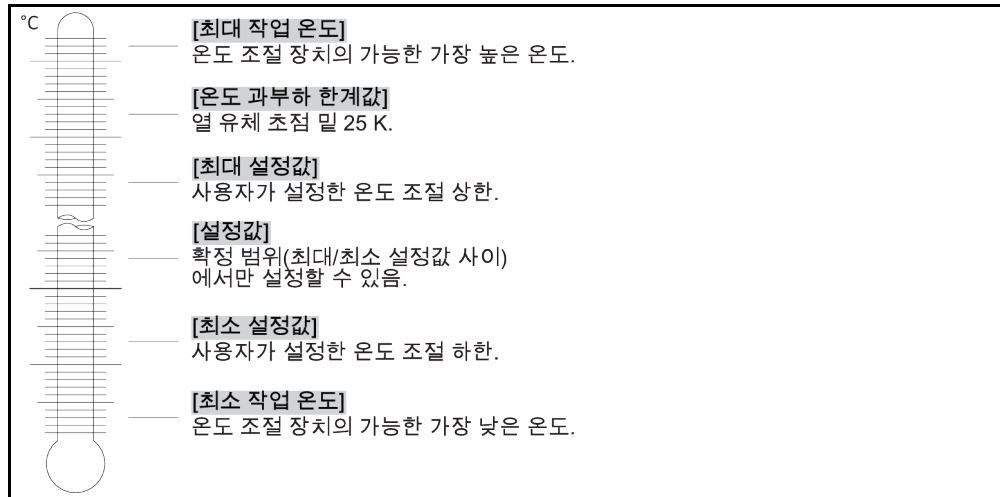 °C
[최대 작업 온도]
온도 조절 장치의 가능한 가장 높은 온도.
[온도 과부하 한계값]
열 유체 초점 밑 25 K.
[최대 설정값]
사용자가 설정한 온도 조절 상한.
[설정값]
확정 범위(최대/최소 설정값 사이)
에서만 설정할 수 있음.
[최소 설정값]
사용자가 설정한 온도 조절 하한.
[최소 작업 온도]
온도 조절 장치의 가능한 가장 낮은 온도.